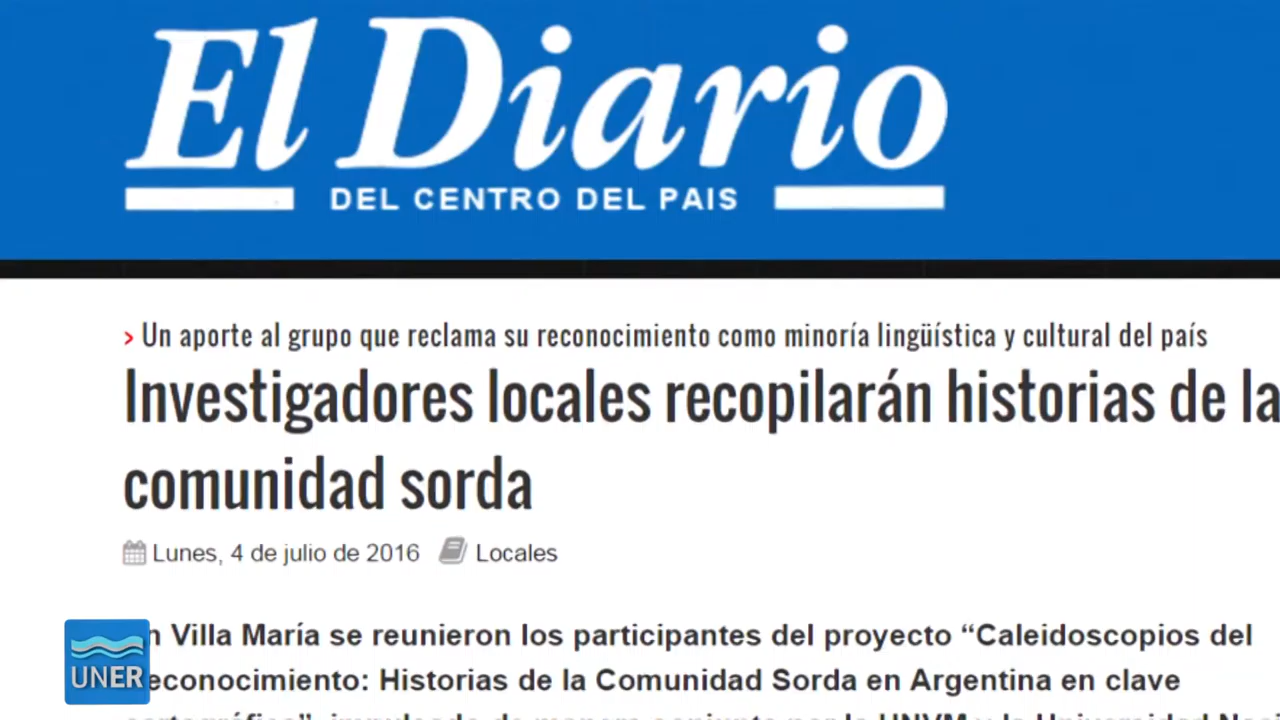 El Diario
DEL CENTRO DEL PAIS
> Un aporte al grupo que reclama su reconocimiento como minoría lingüística y cultural del país
Investigadores locales recopilarán historias de la
comunidad sorda
Lunes, 4 de julio de 2016 Locales
n Villa María se reunieron los participantes del proyecto “Caleidoscopios del
econocimiento: Historias de la Comunidad Sorda en Argentina en clave
UNER